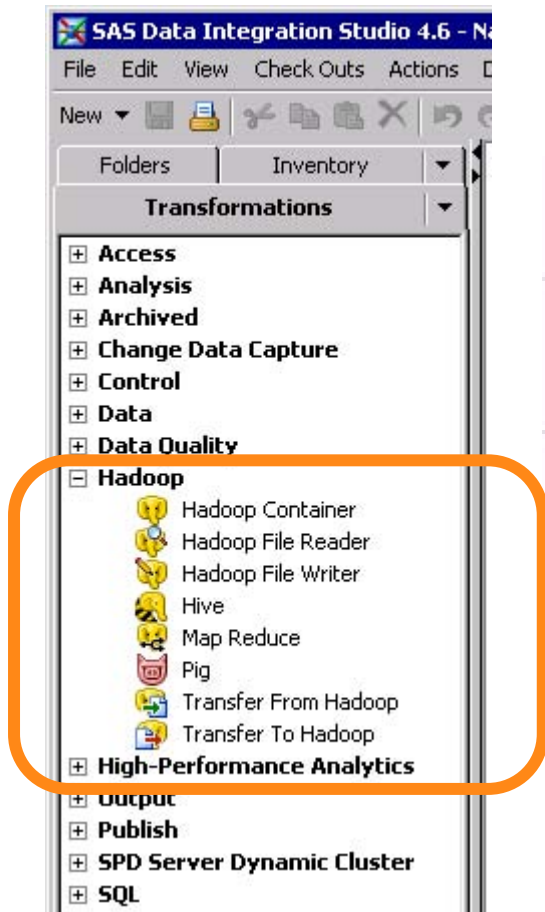 SAS Data Integration Studio 4.6 -
File Edit View Check Outs Actions
New
Folders Inventory
Transformations
Access
Analysis
Archived
Change Data Capture
Control
Data
Data Quality
Hadoop
Hadoop Container
Hadoop File Reader
Hadoop File Writer
Hive
Map Reduce
Pig
Transfer From Hadoop
Transfer To Hadoop
High-Performance Analytics
Output
Publish
SPD Server Dynamic Cluster
SQL